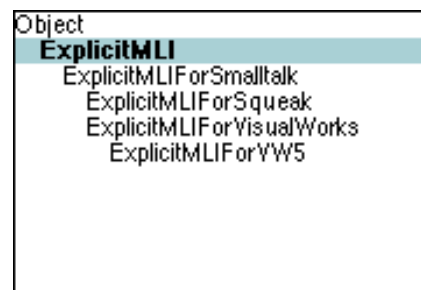 Object
ExplicitMLI
ExplicitMLIForSmalltalk
ExplicitMLIForSqueak
ExplicitMLIForVisualWorks
ExplicitMLIForVW5